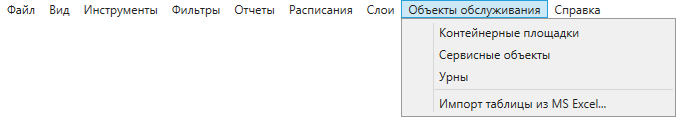 Файл Вид Инструменты Фильтры Отчеты Расписания Слои Объекты обслуживания Справка
Контейнерные площадки
Сервисные объекты
Урны
Импорт таблицы из MS Excel...